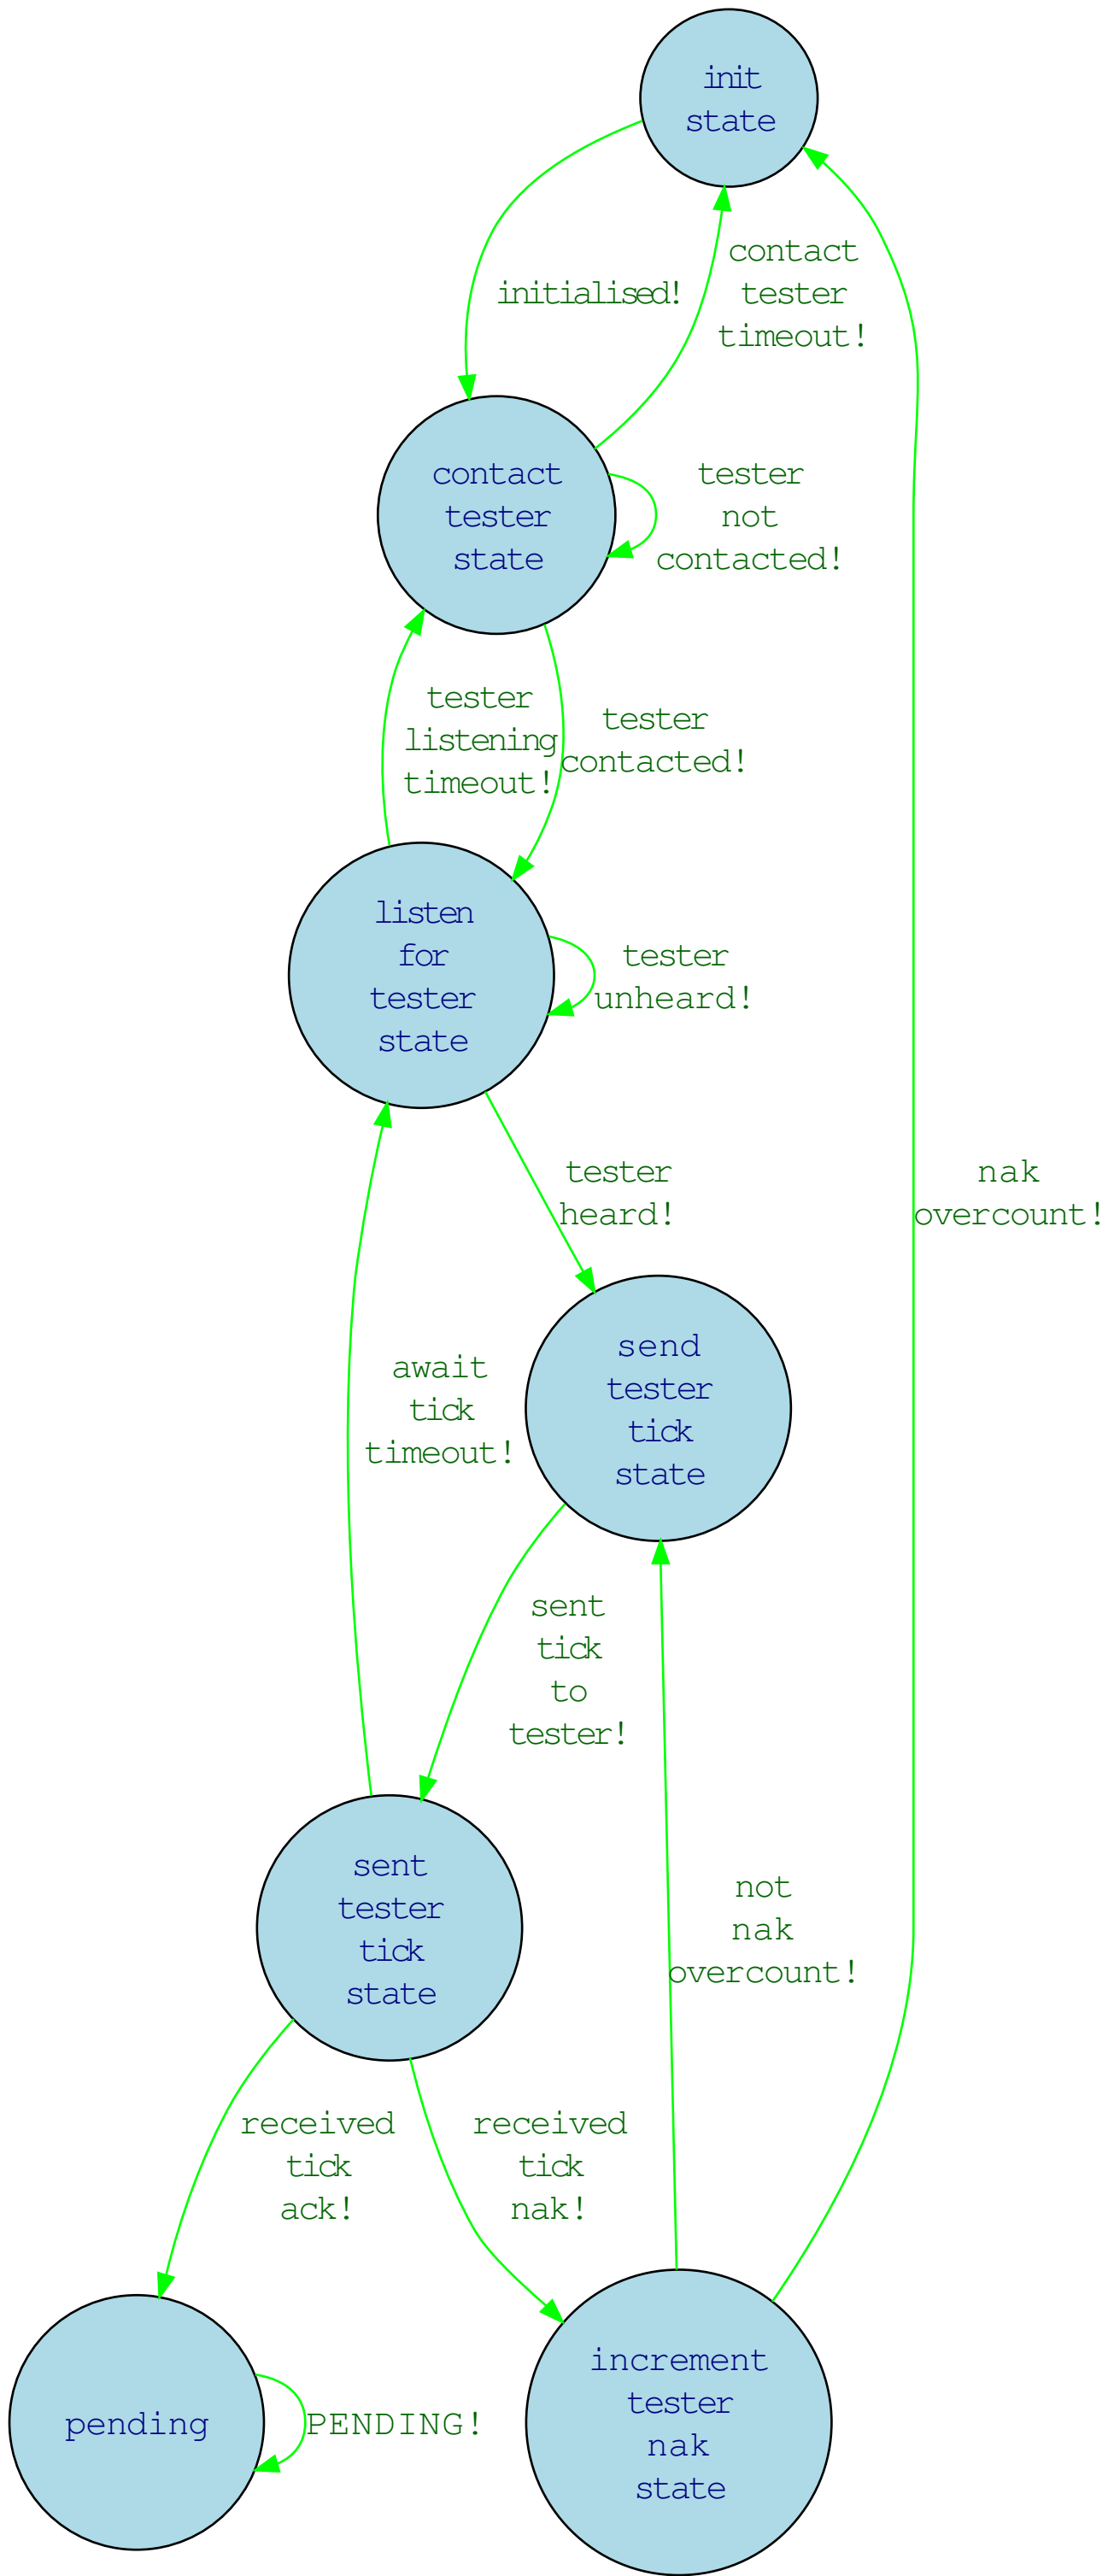 init
state
initialised!
contact
tester
timeout!
contact
tester
state
tester
not
contacted!
tester
listening
timeout!
tester
contacted!
listen
for
tester
state
tester
unheard!
tester
heard!
nak
overcount!
send
tester
tick
state
await
tick
timeout!
sent
tick
to
tester!
sent
tester
tick
state
not
nak
overcount!
received
tick
ack!
received
tick
nak!
pending
PENDING!
increment
tester
nak
state